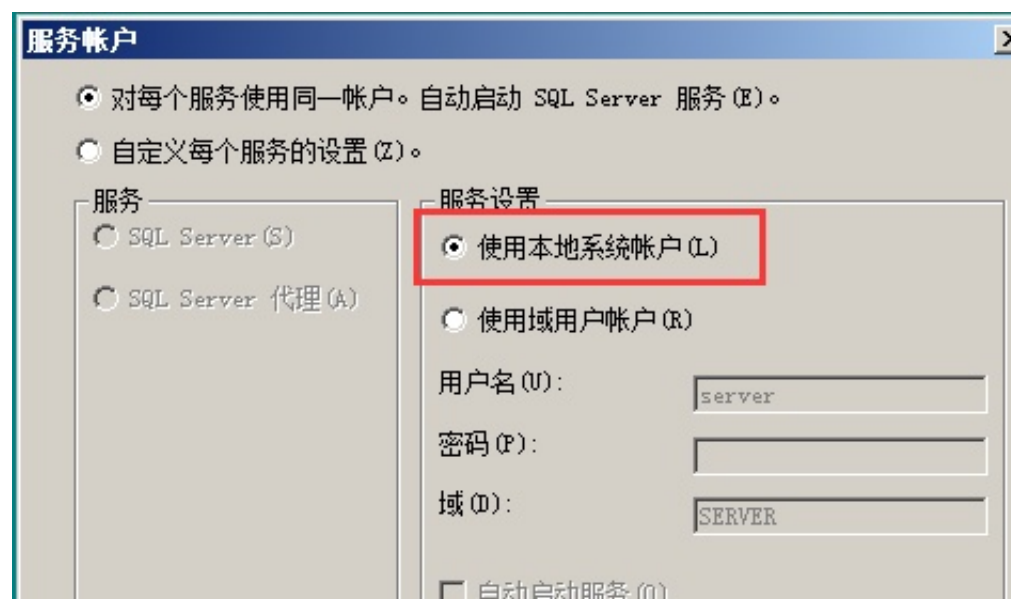 服务帐户
对每个服务使用同一帐户。自动启动 SQL Server 服务(E)。
自定义每个服务的设置(Z)。
服务
SQL Server(S)
SQL Server 代理(A)
服务设置
使用本地系统帐户(L)
使用域用户帐户(R)
用户名(U):
server
密码(P):
域(D):
SERVER
自动启动服务(O)